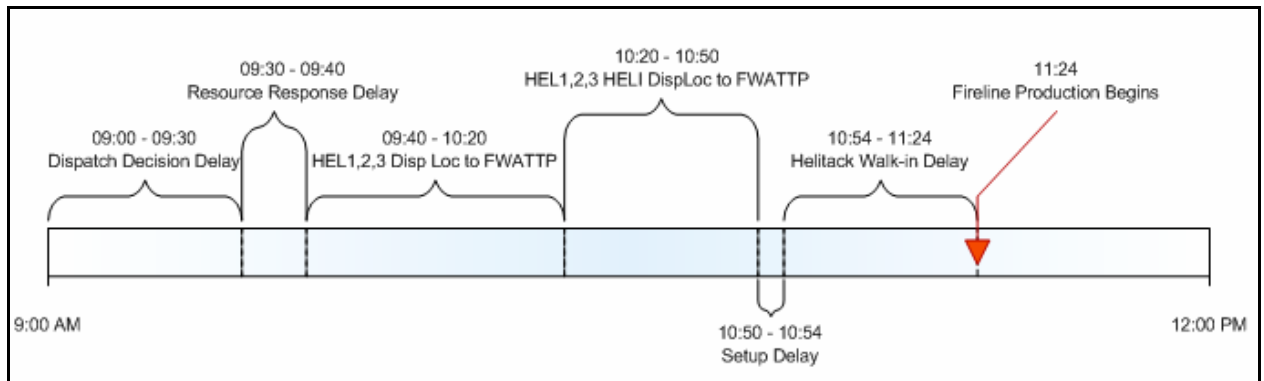 09:00 - 09:30
Dispatch Decision Delay
09:30 - 09:40
Resource Response Delay
09:40 - 10:20
HEL1,2,3 Disp Loc to FWATTP
10:20 - 10:50
HEL1,2,3 HELI DispLoc to FWATTP
10:50 - 10:54
Setup Delay
10:54 - 11:24
Helitack Walk-in Delay
11:24
Fireline Production Begins
9:00 AM
12:00 PM